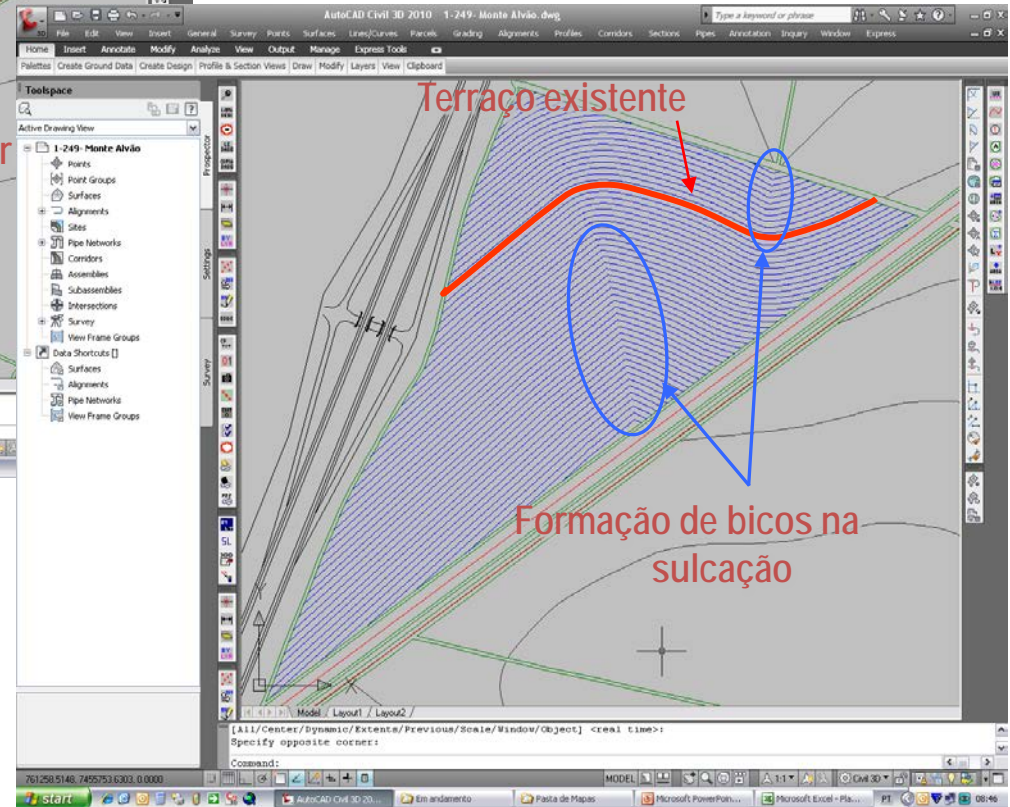 AutoCAD Civil 3D 2010 1-249- Monte Alvão.dwg
Type a keyword or phrase
File Edit View Insert General Survey Points Surfaces Lines/Curves Parcels Grading Alignments Profiles Corridors Sections Pipes Annotation Inquiry Window Express
Home Insert Annotate Modify Analyze View Output Manage Express Tools
Palettes Create Ground Data Create Design Profile & Section Views Draw Modify Layers View Clipboard
Toolspace
Active Drawing View
1-249- Monte Alvão
Points
Point Groups
Surfaces
Alignments
Sites
Pipe Networks
Corridors
Assemblies
Subassemblies
Intersections
Survey
View Frame Groups
Data Shortcuts []
Surfaces
Alignments
Pipe Networks
View Frame Groups
Prospector
Settings
Survey
r
Terraço existente
Formação de bicos na
sulcação
Y
X
Model / Layout1 / Layout2 /
[All/Center/Dynamic/Extents/Previous/Scale/Window/Object] <real time>:
Specify opposite corner:
Command:
761258.5148, 7455753.6303, 0.0000
MODEL
1:1
Civil 3D
start
AutoCAD Civil 3D 20...
Em andamento
Pasta de Mapas
Microsoft PowerPoin...
Microsoft Excel - Pla...
PT
08:46